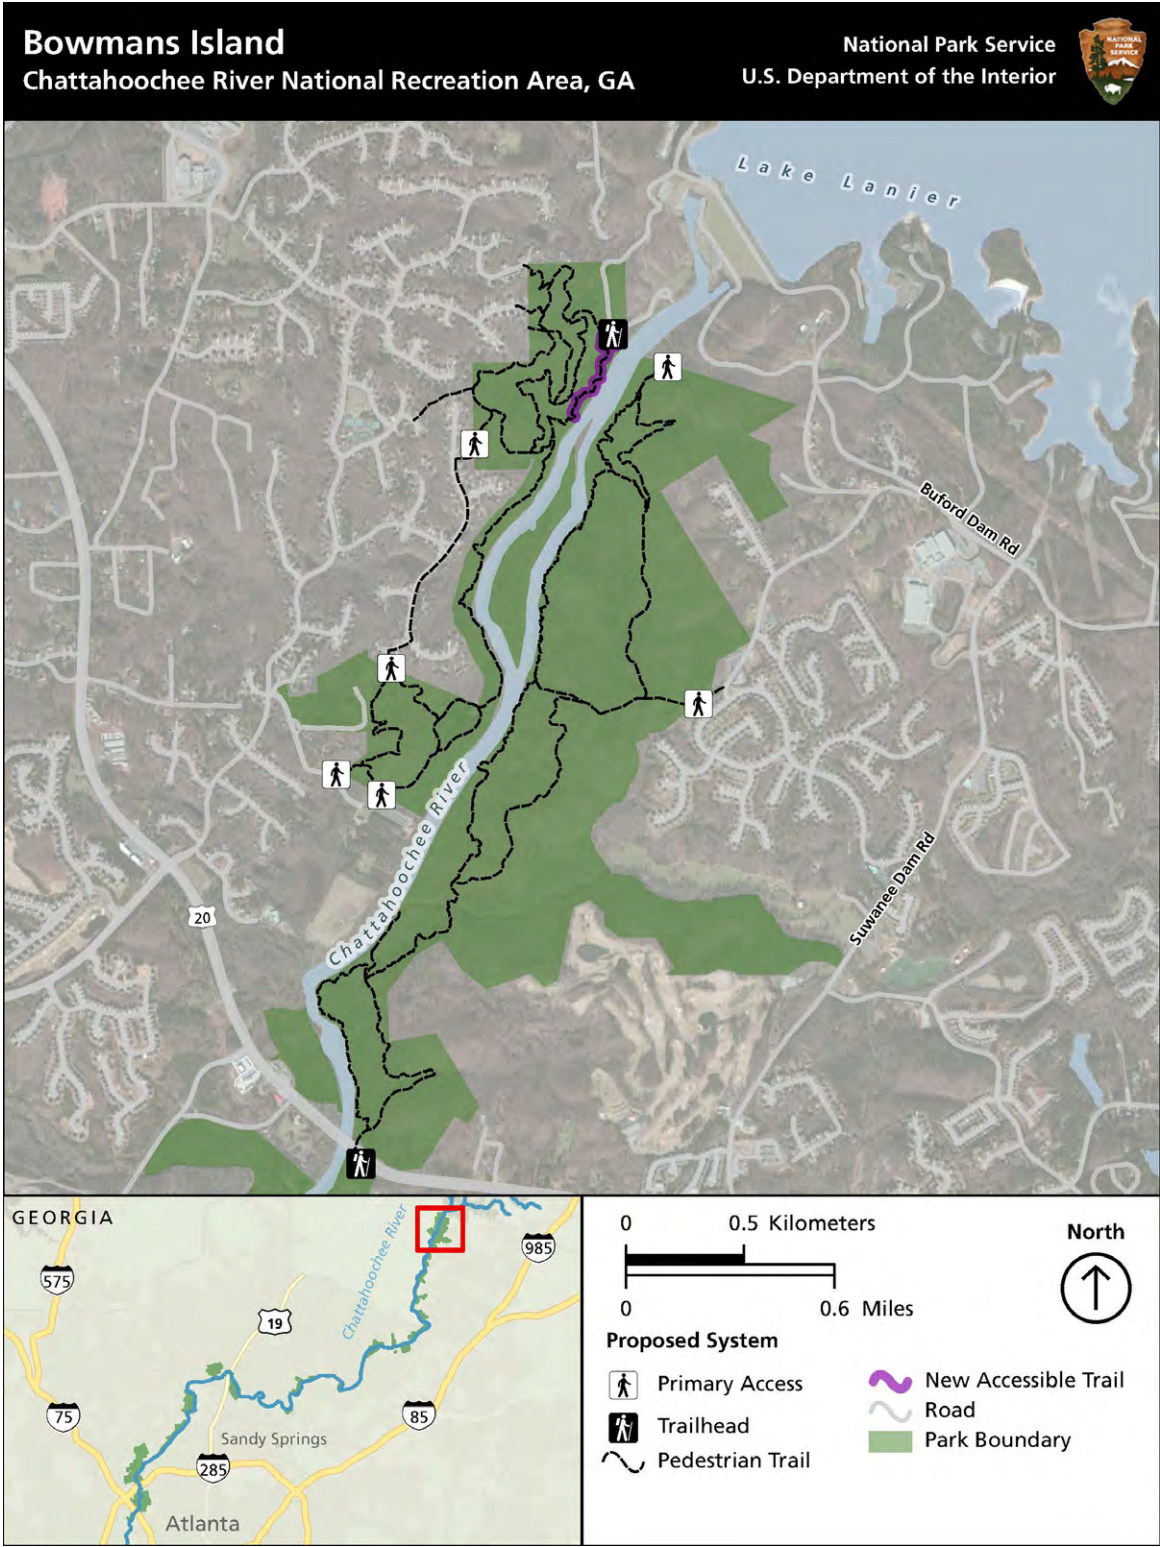 Bowmans Island
Chattahoochee River National Recreation Area, GA
National Park Service
U.S. Department of the Interior
NATIONAL
PARK
SERVICE
Lake Lanier
Buford Dam Rd
Chattahoochee River
Suwanee Dam Rd
20
GEORGIA
Chattahoochee River
985
575
19
75
85
Sandy Springs
285
Atlanta
0 0.5 Kilometers
0 0.6 Miles
North
Proposed System
Primary Access
Trailhead
Pedestrian Trail
New Accessible Trail
Road
Park Boundary